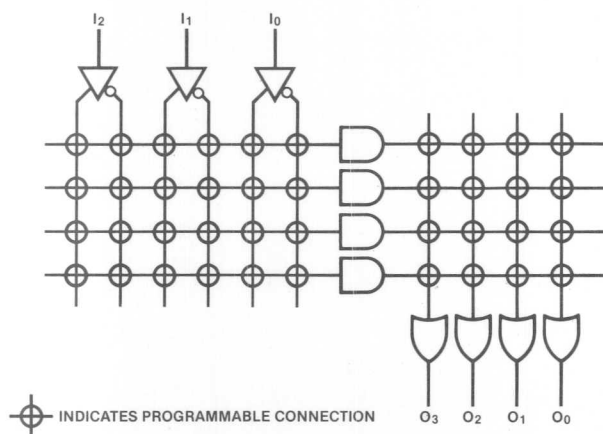 I2 I1 I0
INDICATES PROGRAMMABLE CONNECTION O3 O2 O1 O0